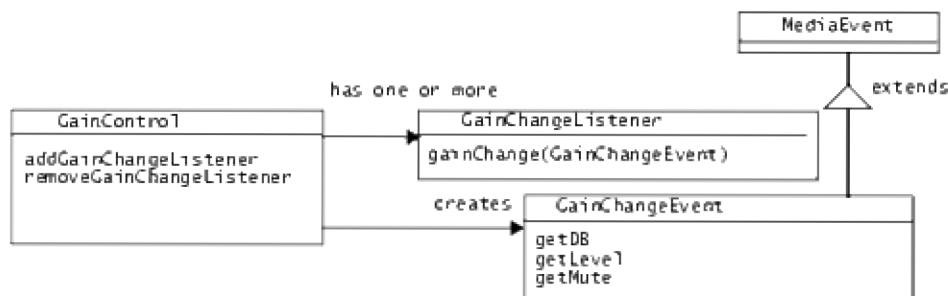 MediaEvent
extends
has one or more
GainControl
addGainChangeListener
removeGainChangeListener
GainChangeListener
gainChange(GainChangeEvent)
creates
GainChangeEvent
getDB
getLevel
getMute